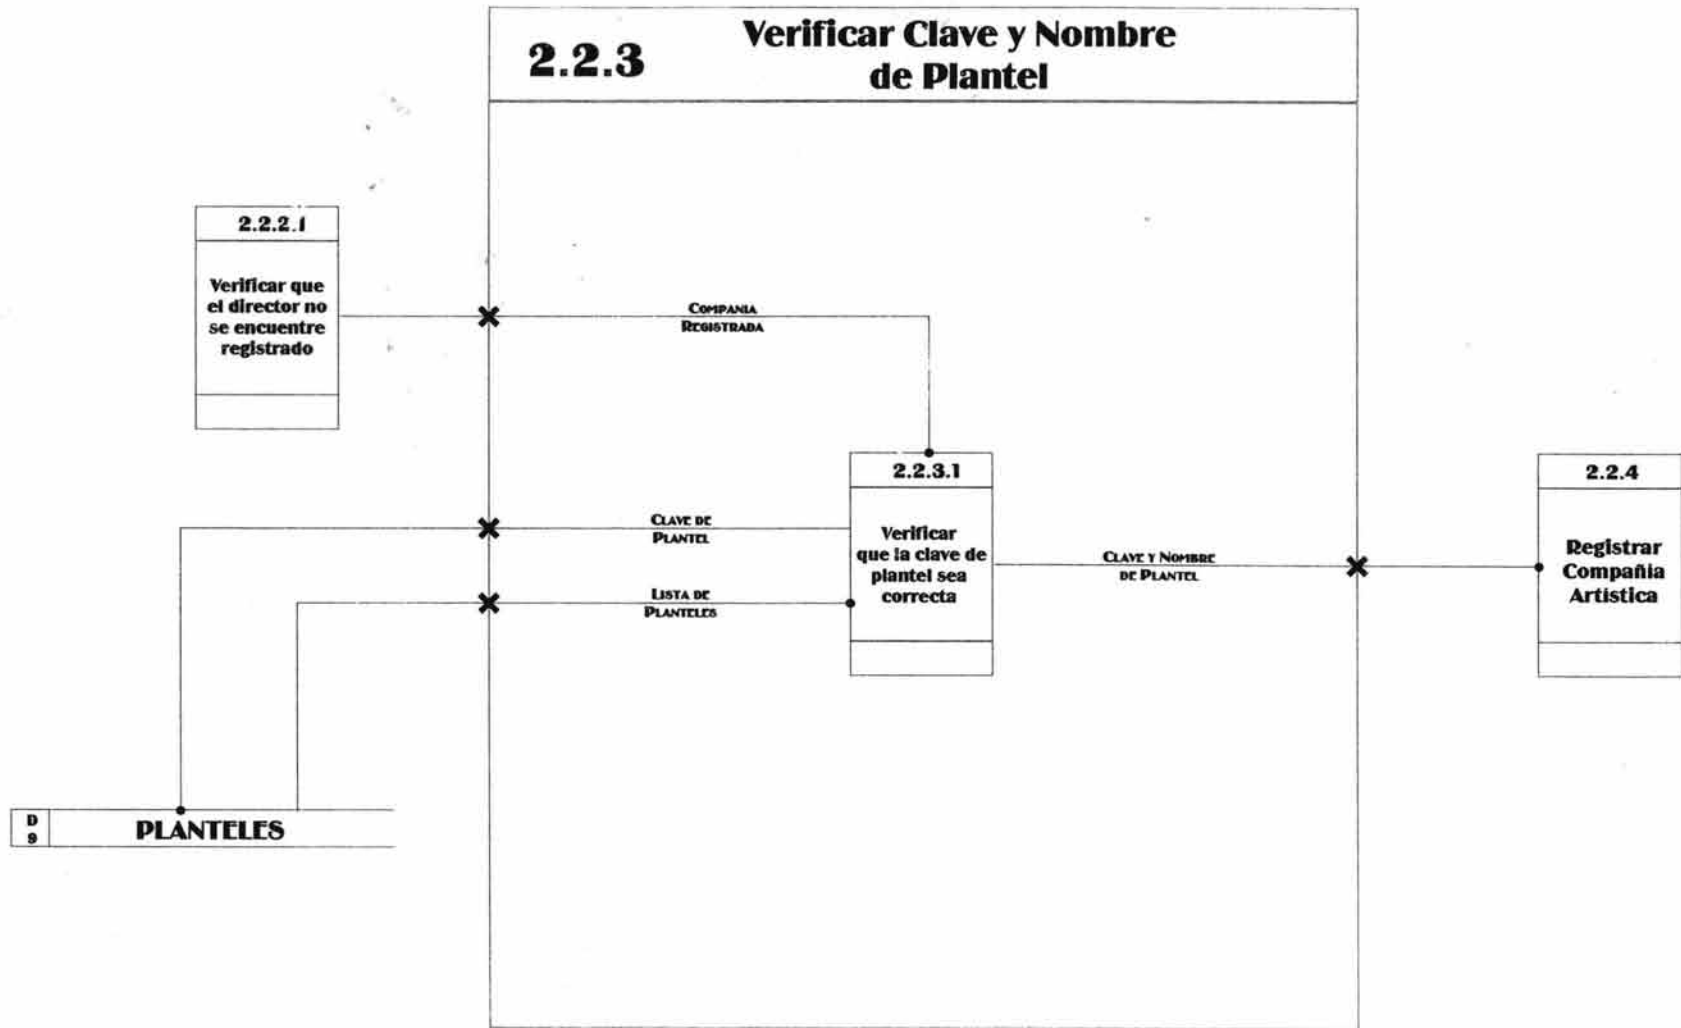 2.2.3
Verificar Clave y Nombre
de Plantel
2.2.2.1
Verificar que
el director no
se encuentre
registrado
COMPANIA
REGISTRADA
2.2.3.1
Verificar
que la clave de
plantel sea
correcta
CLAVE DE
PLANTEL
LISTA DE
PLANTELES
CLAVE Y NOMBRE
DE PLANTEL
2.2.4
Registrar
Compañia
Artistica
D
9
PLANTELES